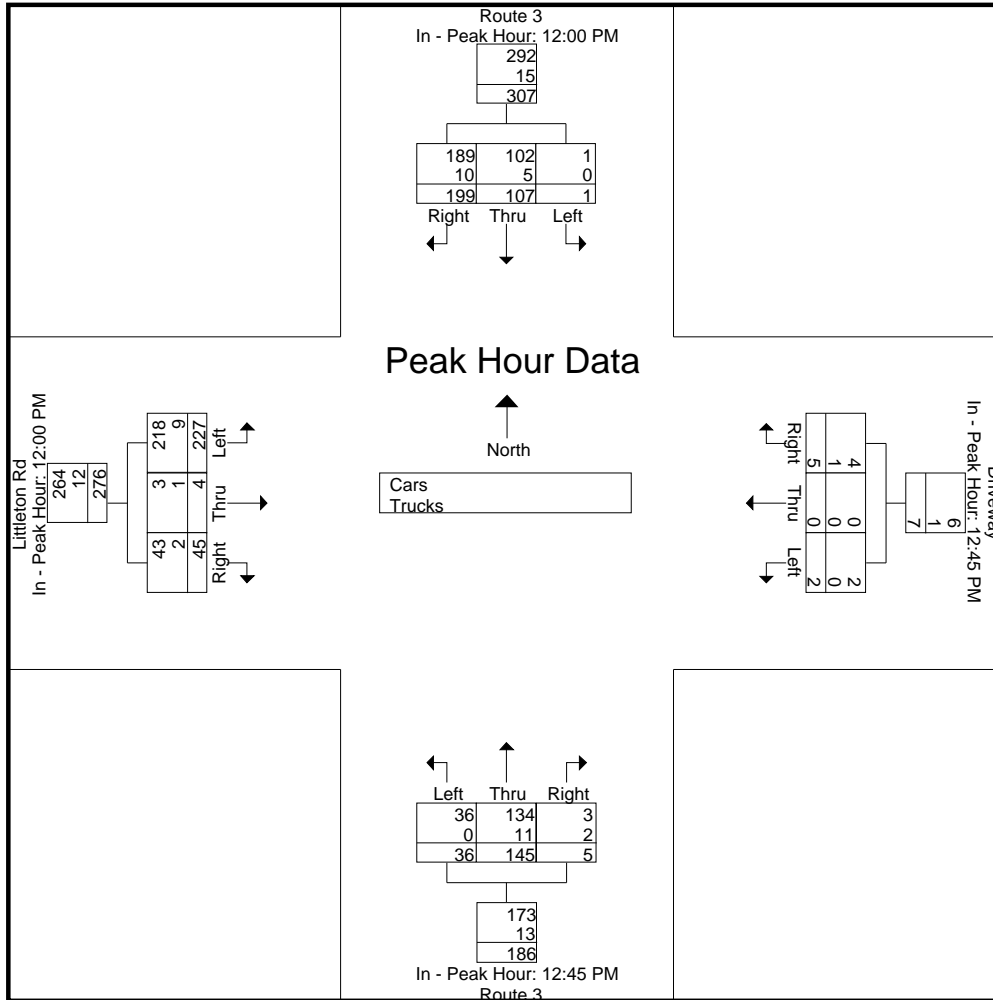 Route 3
In - Peak Hour: 12:00 PM
292
15
307
189 102 1
10 5 0
199 107 1
Right Thru Left
Peak Hour Data
North
Cars
Trucks
Littleton Rd
In - Peak Hour: 12:00 PM
264
12
276
Left Thru Right
218 3 43
9 1 2
227 4 45
Driveway
In - Peak Hour: 12:45 PM
6
1
7
4 0 2
1 0 0
5 0 2
Right Thru Left
Left Thru Right
36 134 3
0 11 2
36 145 5
173
13
186
In - Peak Hour: 12:45 PM
Route 3